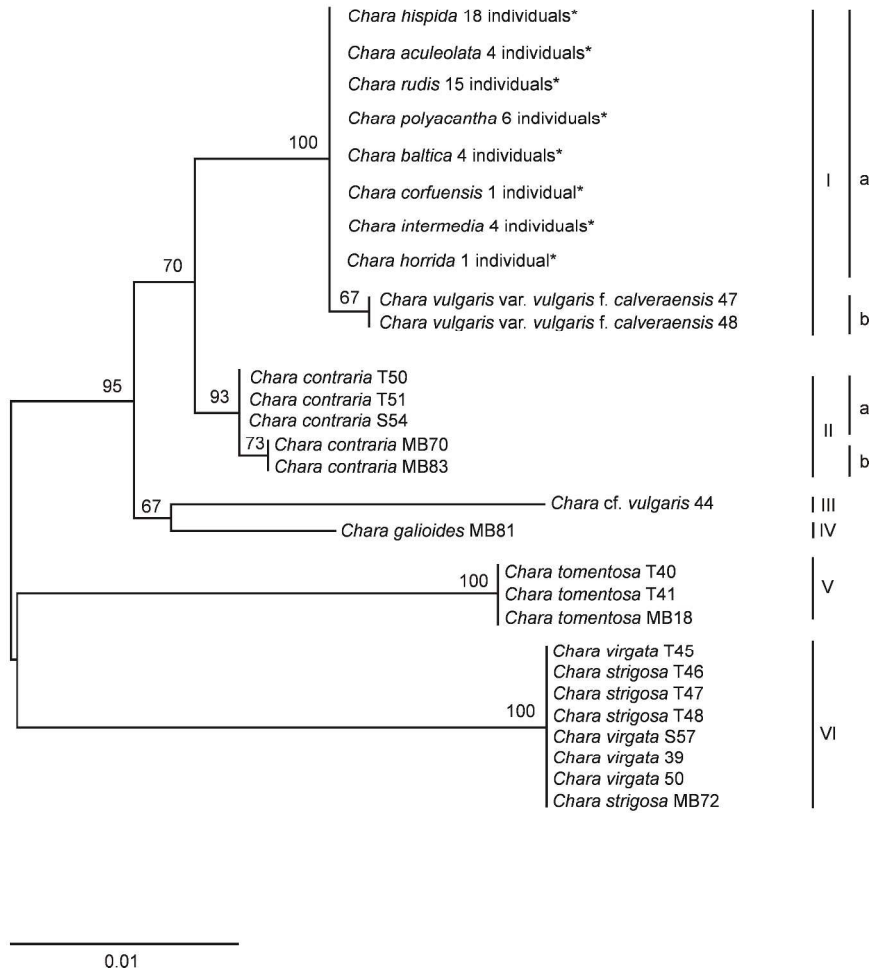 Chara hispida 18 individuals*
Chara aculeolata 4 individuals*
Chara rudis 15 individuals*
Chara polyacantha 6 individuals*
100
Chara baltica 4 individuals*
I
a
Chara corfuensis 1 individual*
Chara intermedia 4 individuals*
Chara horrida 1 individual*
70
67
Chara vulgaris var. vulgaris f. calveraensis 47
Chara vulgaris var. vulgaris f. calveraensis 48
b
Chara contraria T50
95
Chara contraria T51
93
Chara contraria S54
II
a
73
Chara contraria MB70
Chara contraria MB83
b
67
Chara cf. vulgaris 44
III
Chara galioides MB81
IV
100
Chara tomentosa T40
Chara tomentosa T41
V
Chara tomentosa MB18
Chara virgata T45
Chara strigosa T46
Chara strigosa T47
100
Chara strigosa T48
Chara virgata S57
VI
Chara virgata 39
Chara virgata 50
Chara strigosa MB72
0.01